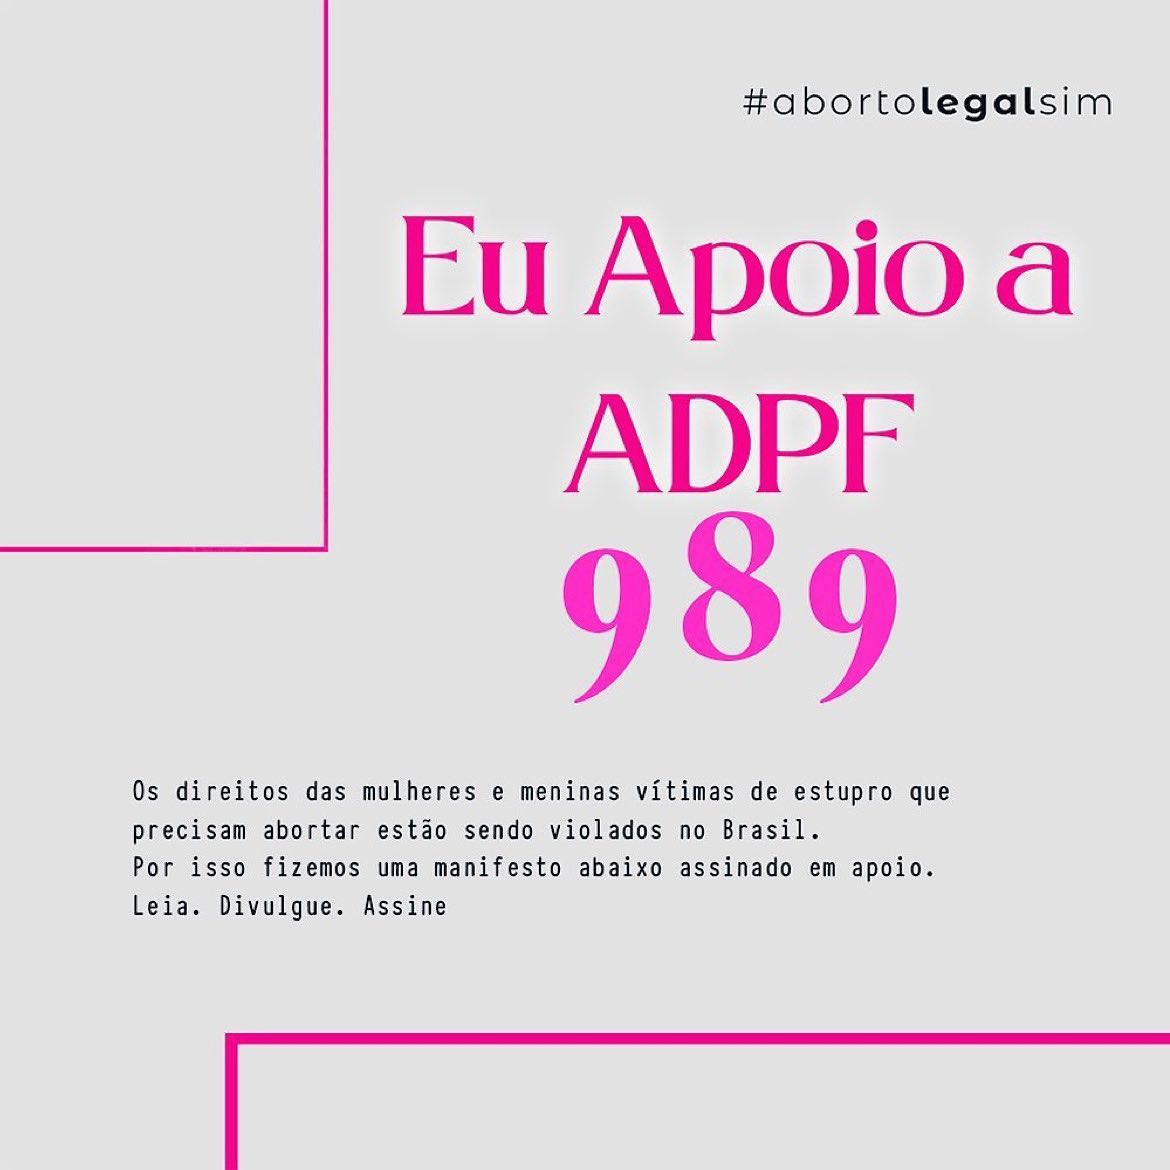 #abortolegalsim
Eu Apoio a
ADPF
989
Os direitos das mulheres e meninas vítimas de estupro que
precisam abortar estão sendo violados no Brasil.
Por isso fizemos uma manifesto abaixo assinado em apoio.
Leia. Divulgue. Assine